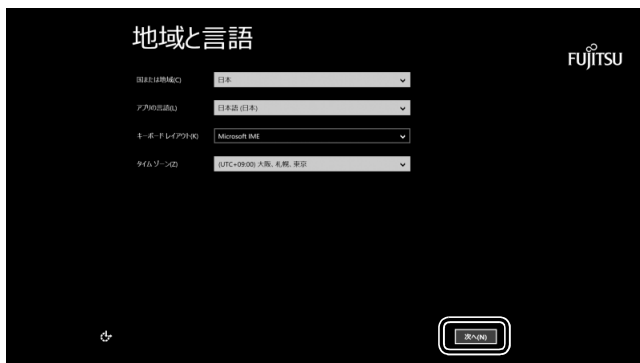 地域と言語
FUJITSU
国または地域(C)
日本
アプリの言語(L)
日本語 (日本)
キーボード レイアウト(K)
Microsoft IME
タイム ゾーン(Z)
(UTC+09:00) 大阪、札幌、東京
次へ(N)